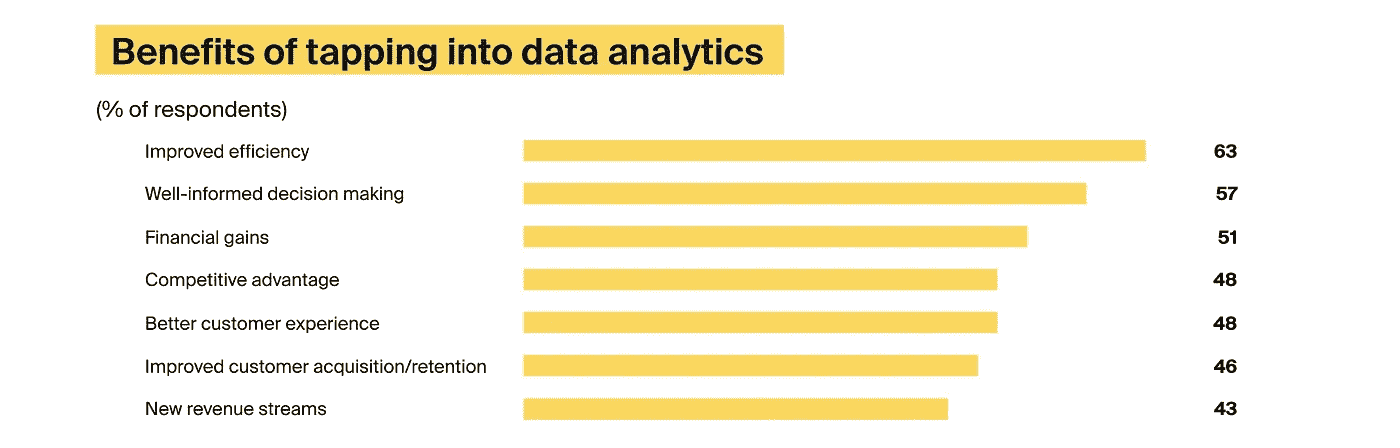 Benefits of tapping into data analytics
(% of respondents)
Improved efficiency 63
Well-informed decision making 57
Financial gains 51
Competitive advantage 48
Better customer experience 48
Improved customer acquisition/retention 46
New revenue streams 43